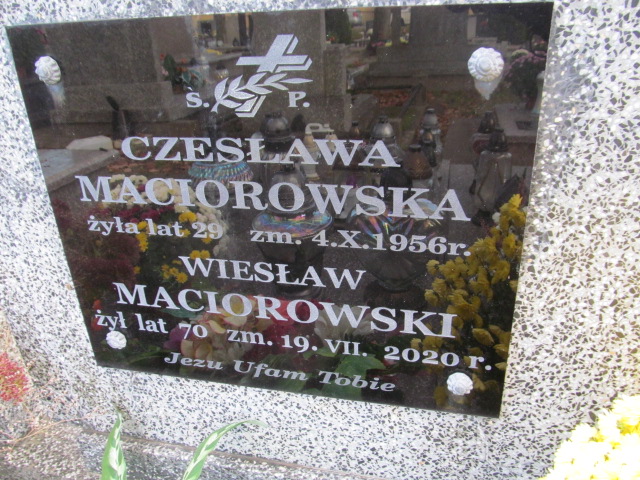 Ś. P.
CZESŁAWA
MACIOROWSKA
żyła lat 29 zm. 4.X.1956r.
WIESŁAW
MACIOROWSKI
żył lat 70 zm. 19. VII. 2020 r.
Jezu Ufam Tobie